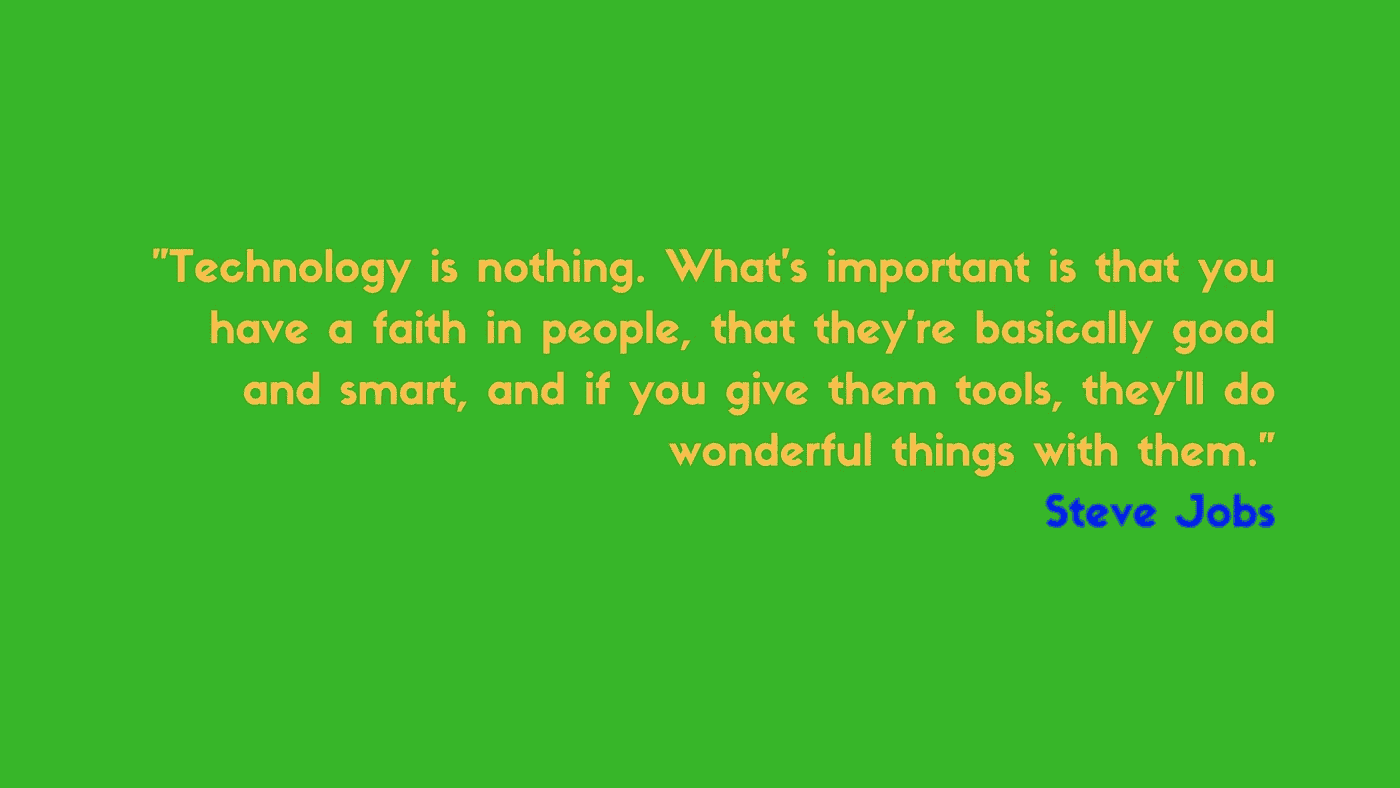 "Technology is nothing. What's important is that you
have a faith in people, that they're basically good
and smart, and if you give them tools, they'll do
wonderful things with them."
Steve Jobs